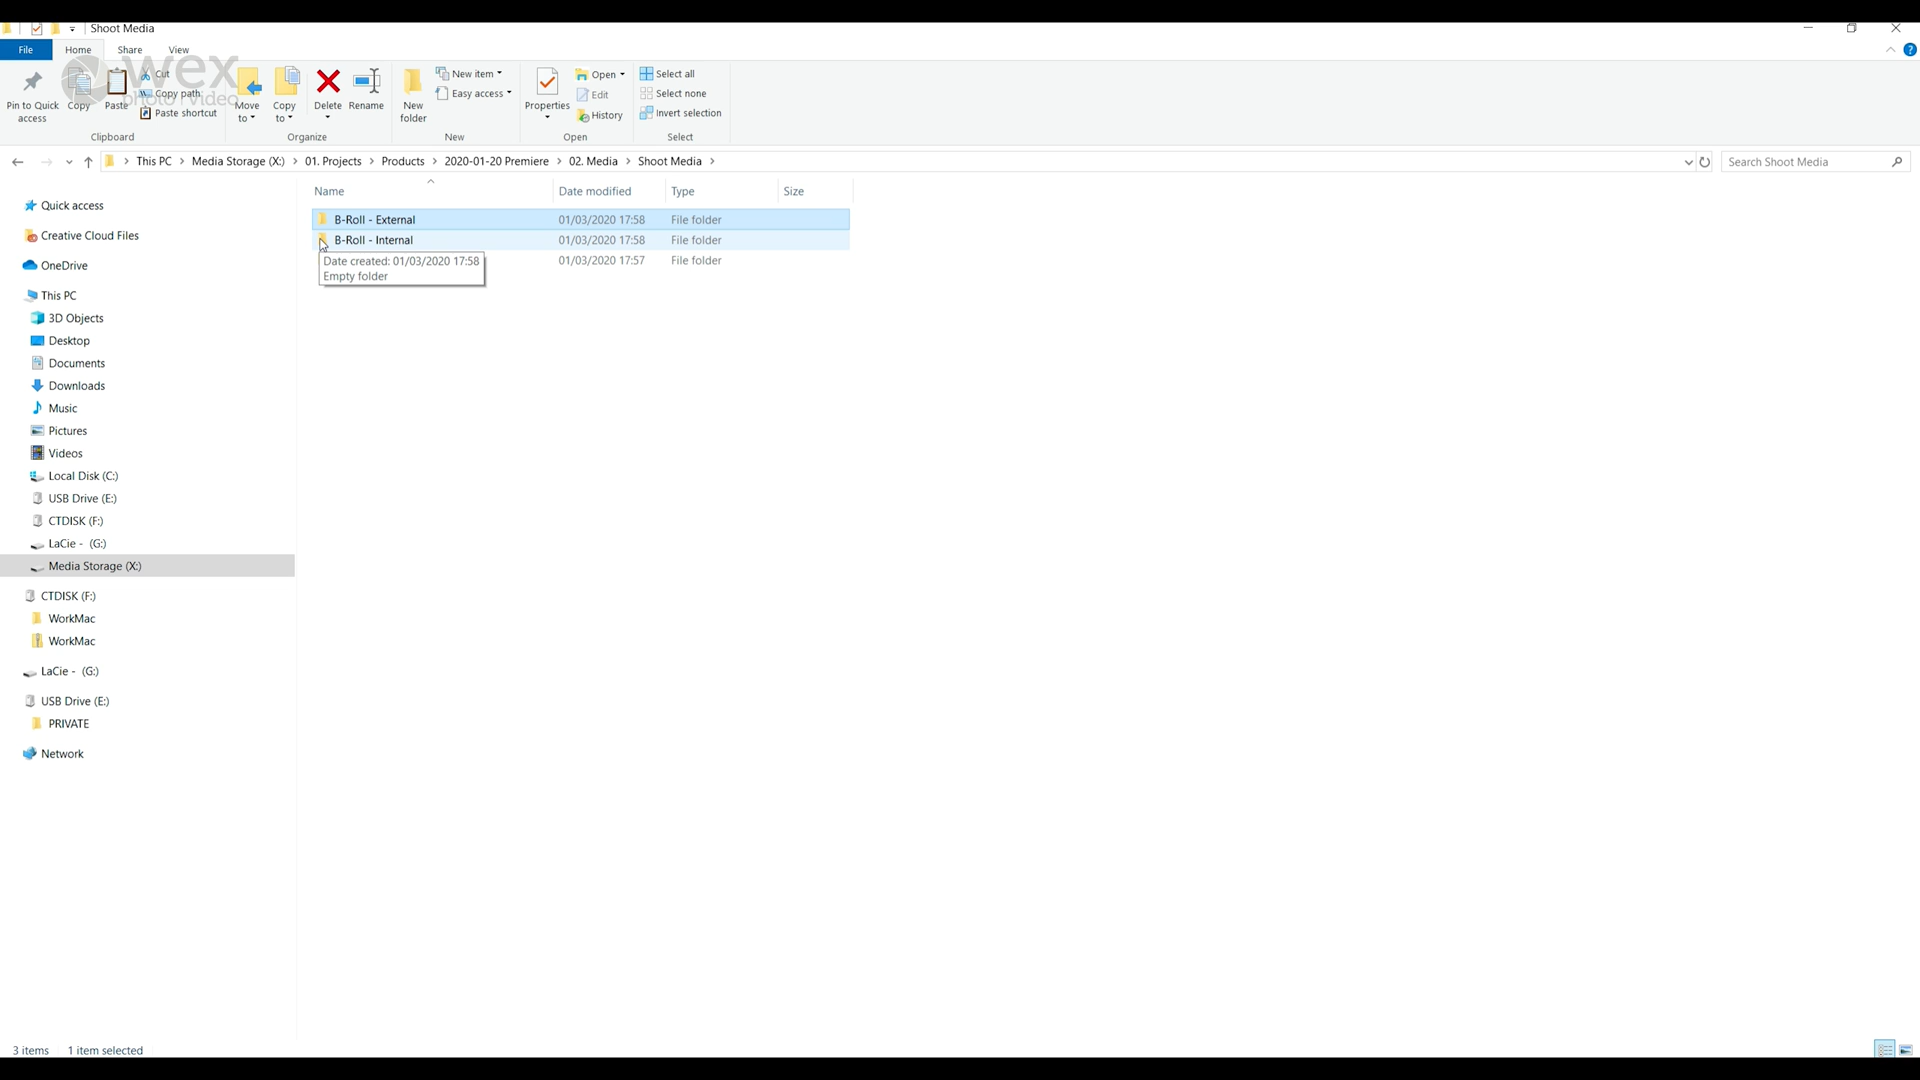 Shoot Media
File Home Share View
wex
photo video
Pin to Quick access
Copy
Paste
Cut
Copy path
Paste shortcut
Move to
Copy to
Delete
Rename
New folder
New item
Easy access
Properties
Open
Edit
History
Select all
Select none
Invert selection
Clipboard Organize New Open Select
This PC > Media Storage (X:) > 01. Projects > Products > 2020-01-20 Premiere > 02. Media > Shoot Media >
Search Shoot Media
Name Date modified Type Size
B-Roll - External 01/03/2020 17:58 File folder
B-Roll - Internal 01/03/2020 17:58 File folder
01/03/2020 17:57 File folder
Date created: 01/03/2020 17:58
Empty folder
Quick access
Creative Cloud Files
OneDrive
This PC
3D Objects
Desktop
Documents
Downloads
Music
Pictures
Videos
Local Disk (C:)
USB Drive (E:)
CTDISK (F:)
LaCie - (G:)
Media Storage (X:)
CTDISK (F:)
WorkMac
WorkMac
LaCie - (G:)
USB Drive (E:)
PRIVATE
Network
3 items 1 item selected